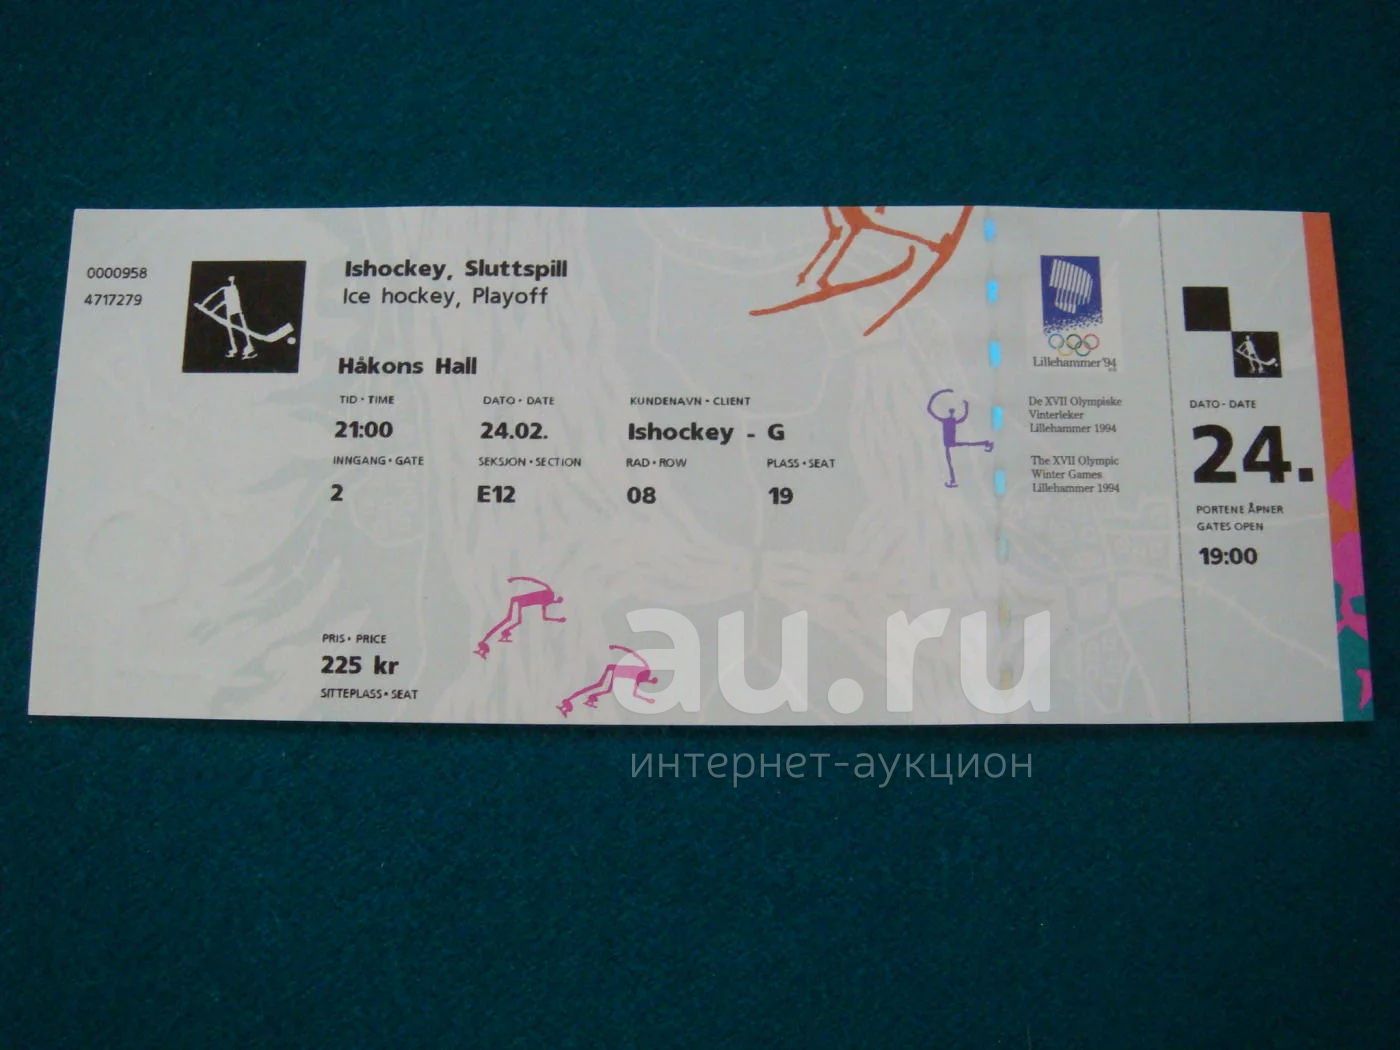 0000958
4717279
Ishockey, Sluttspill
Ice hockey, Playoff
Håkons Hall
TID • TIME DATO • DATE KUNDENAVN • CLIENT
21:00 24.02. Ishockey - G
INNGANG • GATE SEKSJON • SECTION RAD • ROW PLASS • SEAT
2 E12 08 19
PRIS • PRICE
225 kr
SITTEPLASS • SEAT
Lillehammer'94
De XVII Olympiske
Vinterleker
Lillehammer 1994
The XVII Olympic
Winter Games
Lillehammer 1994
DATO - DATE
24.
PORTENE ÅPNER
GATES OPEN
19:00
au.ru
интернет-аукцион